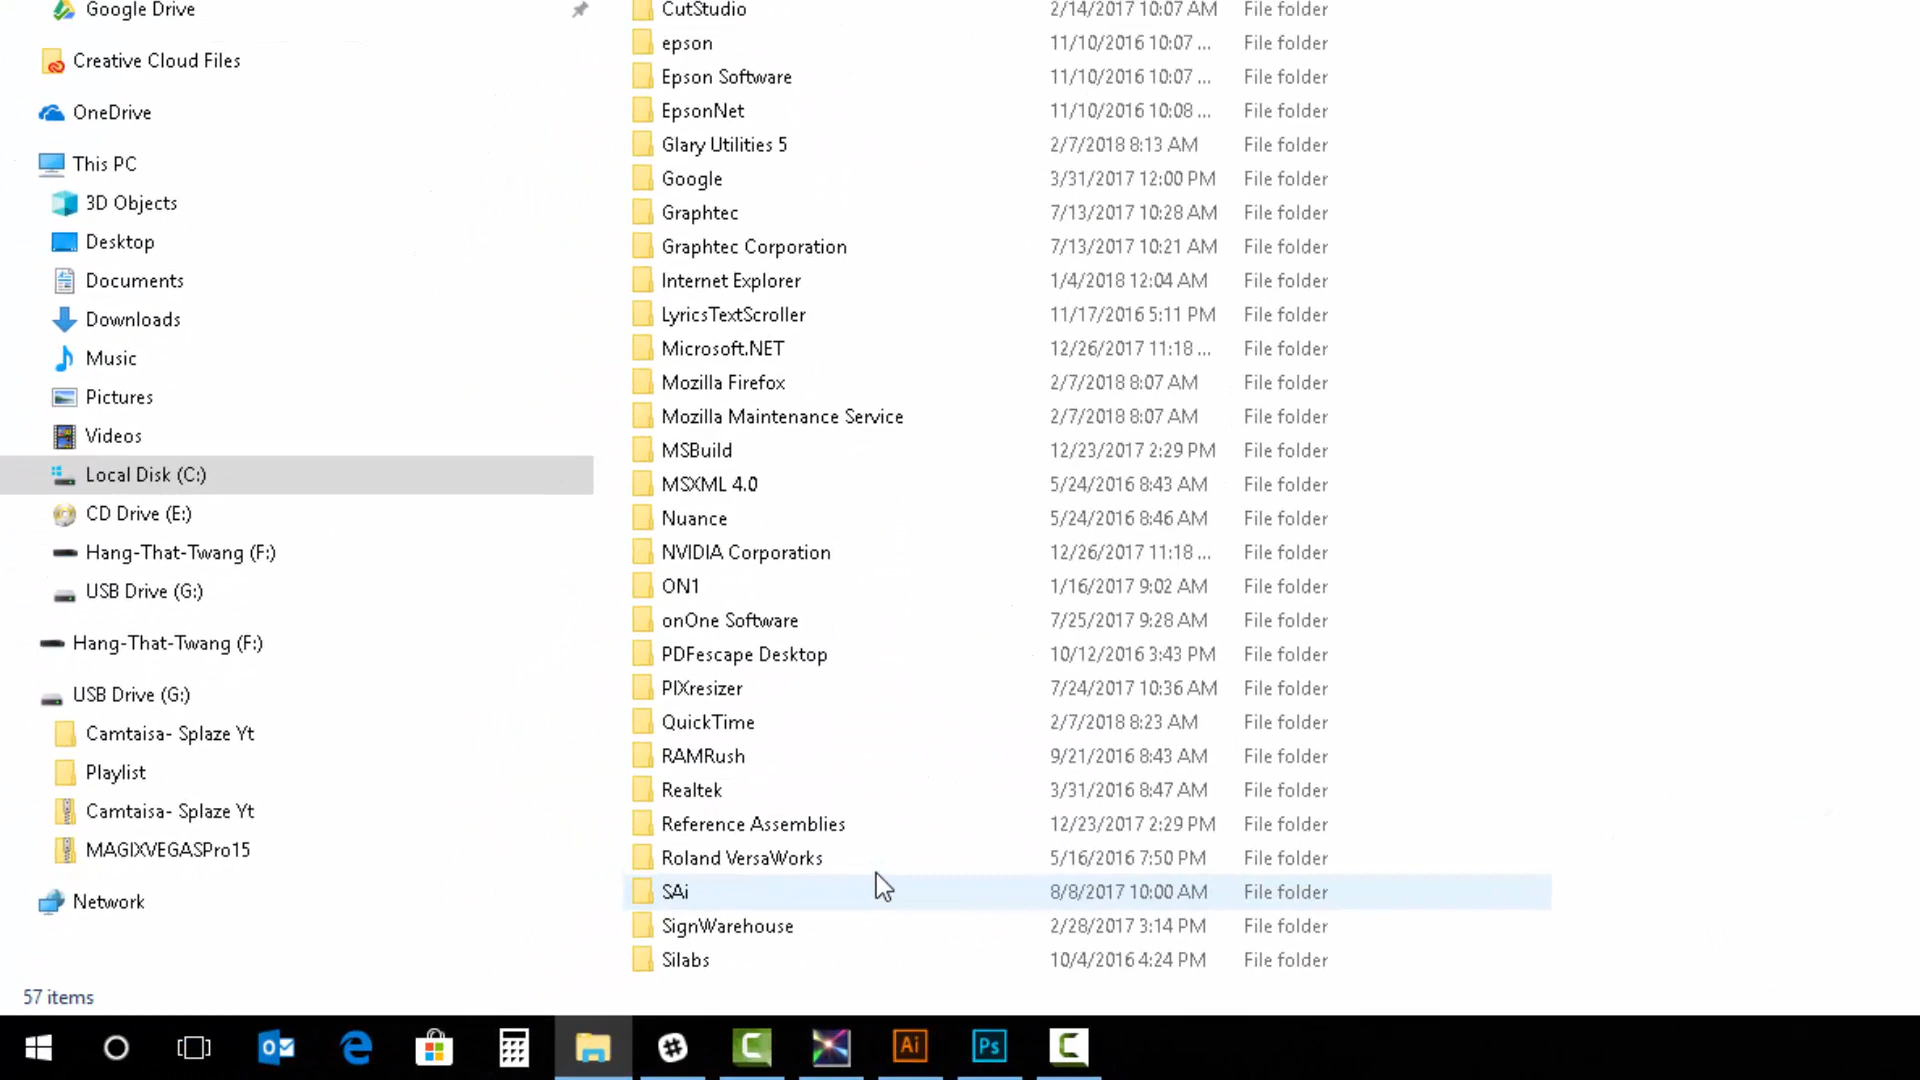 Google Drive
Creative Cloud Files
OneDrive
This PC
3D Objects
Desktop
Documents
Downloads
Music
Pictures
Videos
Local Disk (C:)
CD Drive (E:)
Hang-That-Twang (F:)
USB Drive (G:)
Hang-That-Twang (F:)
USB Drive (G:)
Camtaisa- Splaze Yt
Playlist
Camtaisa- Splaze Yt
MAGIXVEGASPro15
Network
CutStudio 2/14/2017 10:07 AM File folder
epson 11/10/2016 10:07 ... File folder
Epson Software 11/10/2016 10:07 ... File folder
EpsonNet 11/10/2016 10:08 ... File folder
Glary Utilities 5 2/7/2018 8:13 AM File folder
Google 3/31/2017 12:00 PM File folder
Graphtec 7/13/2017 10:28 AM File folder
Graphtec Corporation 7/13/2017 10:21 AM File folder
Internet Explorer 1/4/2018 12:04 AM File folder
LyricsTextScroller 11/17/2016 5:11 PM File folder
Microsoft.NET 12/26/2017 11:18 ... File folder
Mozilla Firefox 2/7/2018 8:07 AM File folder
Mozilla Maintenance Service 2/7/2018 8:07 AM File folder
MSBuild 12/23/2017 2:29 PM File folder
MSXML 4.0 5/24/2016 8:43 AM File folder
Nuance 5/24/2016 8:46 AM File folder
NVIDIA Corporation 12/26/2017 11:18 ... File folder
ON1 1/16/2017 9:02 AM File folder
onOne Software 7/25/2017 9:28 AM File folder
PDFescape Desktop 10/12/2016 3:43 PM File folder
PIXresizer 7/24/2017 10:36 AM File folder
QuickTime 2/7/2018 8:23 AM File folder
RAMRush 9/21/2016 8:43 AM File folder
Realtek 3/31/2016 8:47 AM File folder
Reference Assemblies 12/23/2017 2:29 PM File folder
Roland VersaWorks 5/16/2016 7:50 PM File folder
SAi 8/8/2017 10:00 AM File folder
SignWarehouse 2/28/2017 3:14 PM File folder
Silabs 10/4/2016 4:24 PM File folder
57 items
Ai
Ps